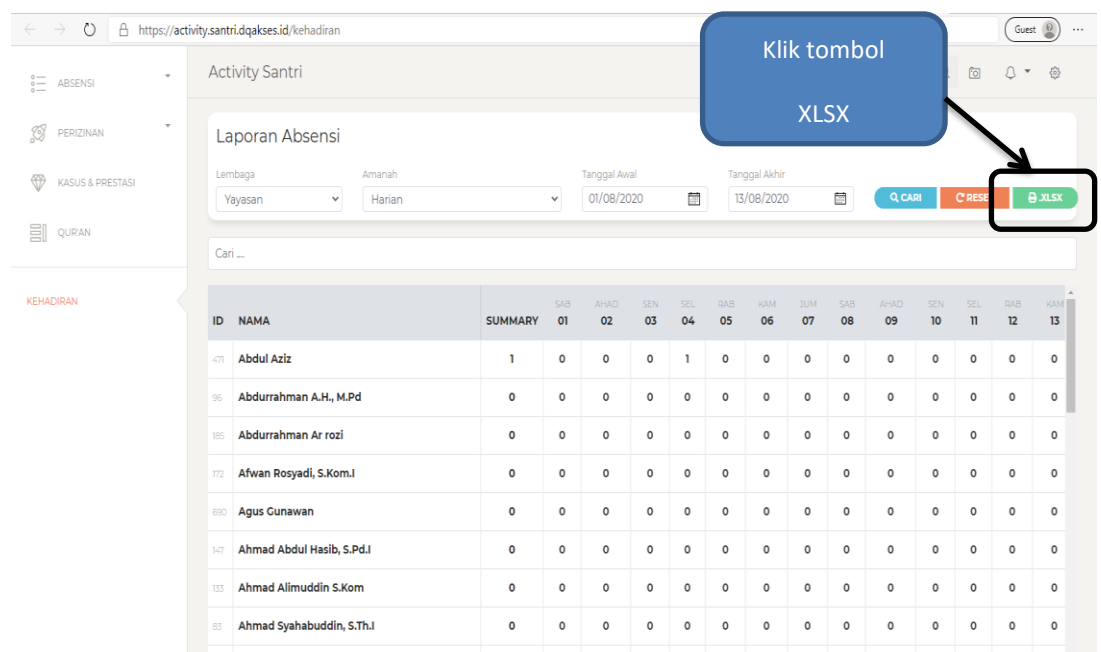 https://activity.santri.dqakses.id/kehadiran
Guest
Klik tombol
XLSX
ABSENSI
PERIZINAN
KASUS & PRESTASI
QUR'AN
KEHADIRAN
Activity Santri
Laporan Absensi
Lembaga Amanah Tanggal Awal Tanggal Akhir
Yayasan Harian 01/08/2020 13/08/2020 CARI RESE .XLSX
Cari ...
SAB AHAD SEN SEL RAB KAM JUM SAB AHAD SEN SEL RAB KAM
ID NAMA SUMMARY 01 02 03 04 05 06 07 08 09 10 11 12 13
471 Abdul Aziz 1 0 0 0 1 0 0 0 0 0 0 0 0 0
96 Abdurrahman A.H., M.Pd 0 0 0 0 0 0 0 0 0 0 0 0 0 0
185 Abdurrahman Ar rozi 0 0 0 0 0 0 0 0 0 0 0 0 0 0
172 Afwan Rosyadi, S.Kom.I 0 0 0 0 0 0 0 0 0 0 0 0 0 0
690 Agus Gunawan 0 0 0 0 0 0 0 0 0 0 0 0 0 0
147 Ahmad Abdul Hasib, S.Pd.I 0 0 0 0 0 0 0 0 0 0 0 0 0 0
133 Ahmad Alimuddin S.Kom 0 0 0 0 0 0 0 0 0 0 0 0 0 0
83 Ahmad Syahabuddin, S.Th.I 0 0 0 0 0 0 0 0 0 0 0 0 0 0